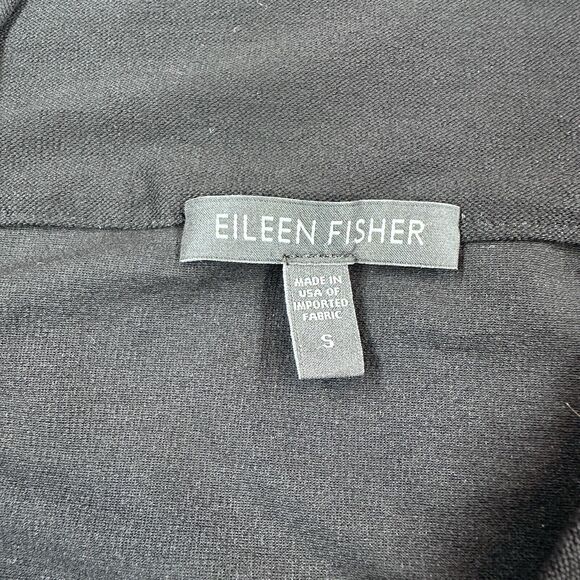 EILEEN FISHER
MADE IN
USA OF
IMPORTED
FABRIC
S